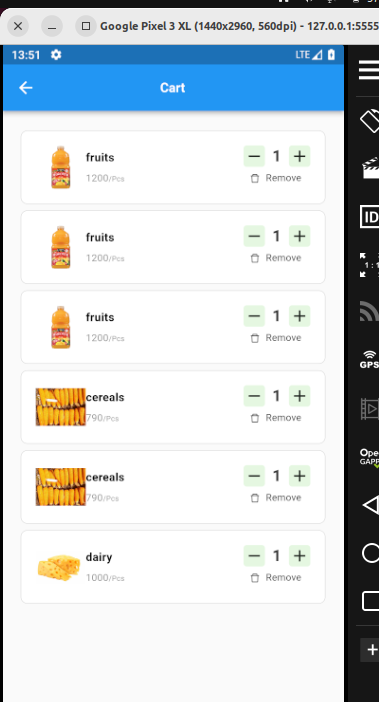 Google Pixel 3 XL (1440x2960, 560dpi) - 127.0.0.1:5555
13:51
LTE
Cart
fruits
1200/Pcs
1
Remove
fruits
1200/Pcs
1
Remove
fruits
1200/Pcs
1
Remove
cereals
790/Pcs
1
Remove
cereals
790/Pcs
1
Remove
dairy
1000/Pcs
1
Remove
ID
1:1
GPS
Ope
GAPP